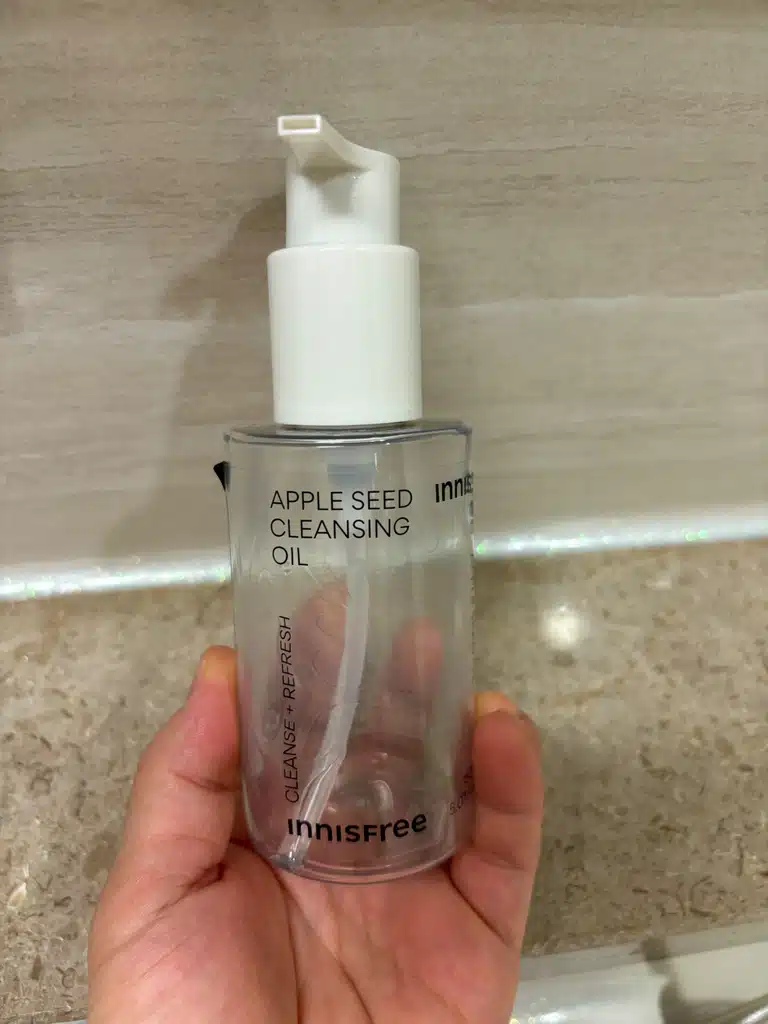 APPLE SEED
CLEANSING
OIL
CLEANSE + REFRESH
INNISFREE